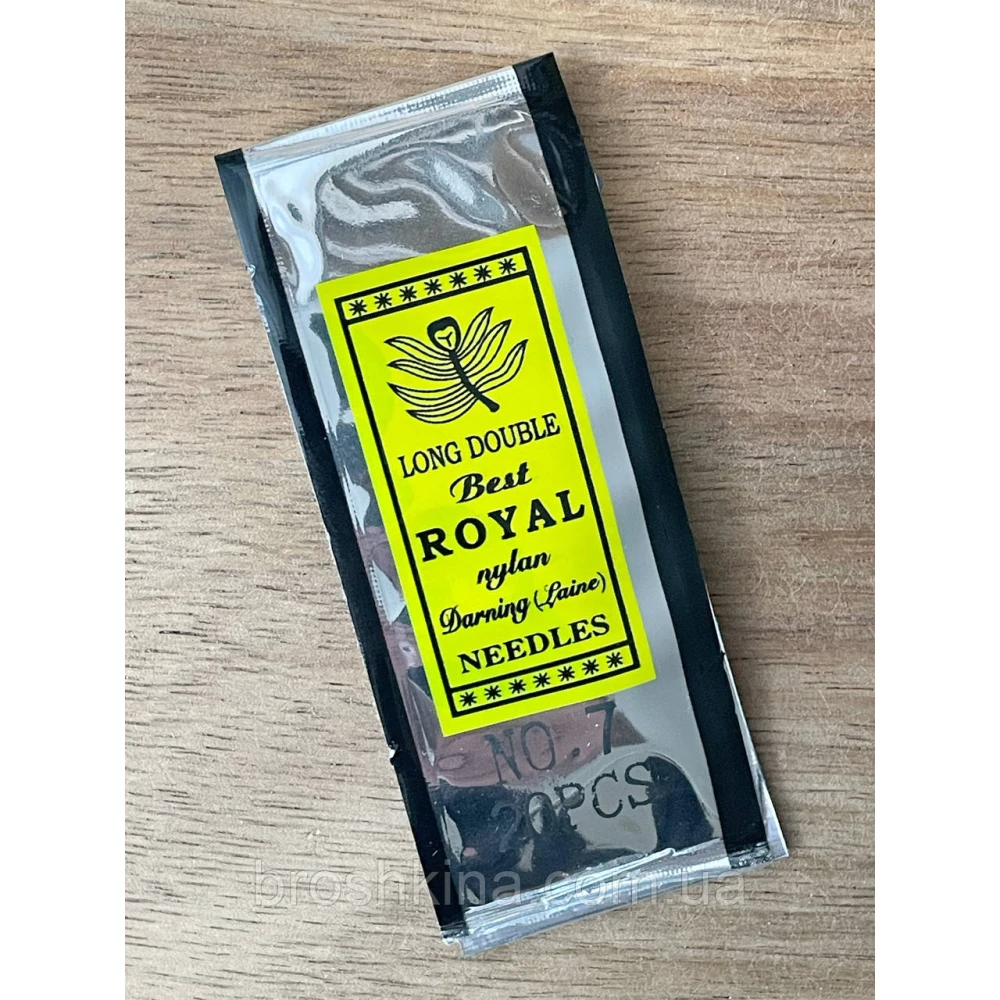 LONG DOUBLE
Best
ROYAL
nylan
Darning (Laine)
NEEDLES
NO. 7
20PCS
broshkina.com.ua